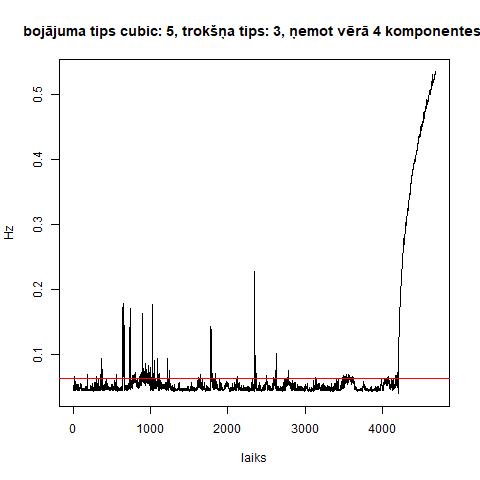 bojājuma tips cubic: 5, trokšņa tips: 3, ņemot vērā 4 komponentes
0.5
0.4
0.3
0.2
0.1
Hz
0 1000 2000 3000 4000
laiks